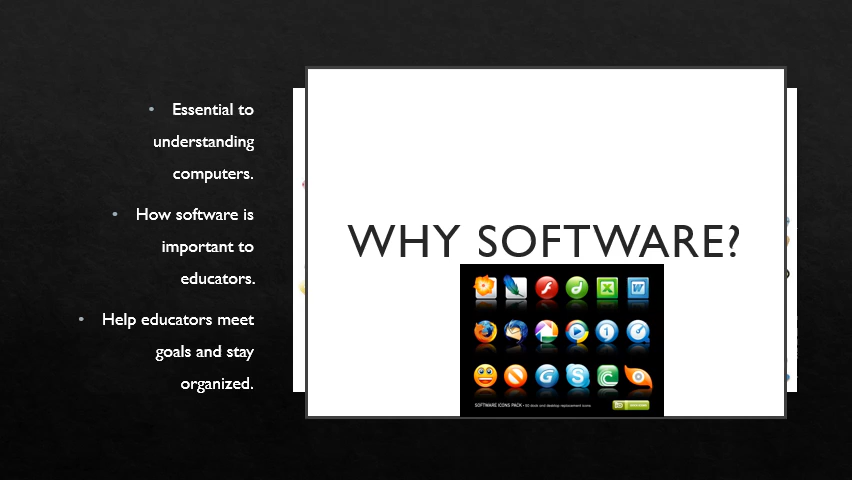 • Essential to
understanding
computers.
• How software is
important to
educators.
• Help educators meet
goals and stay
organized.
WHY SOFTWARE?
SOFTWARE ICONS PACK